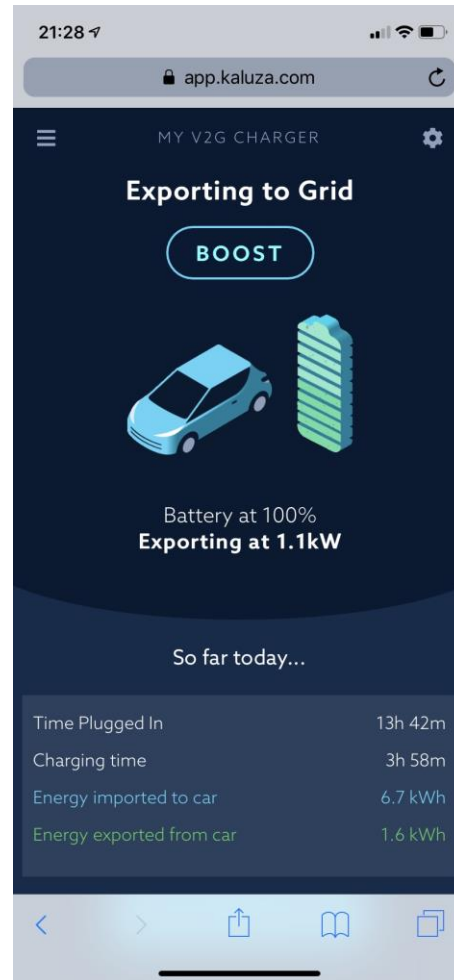 21:28
app.kaluza.com
MY V2G CHARGER
Exporting to Grid
BOOST
Battery at 100%
Exporting at 1.1kW
So far today...
Time Plugged In 13h 42m
Charging time 3h 58m
Energy imported to car 6.7 kWh
Energy exported from car 1.6 kWh